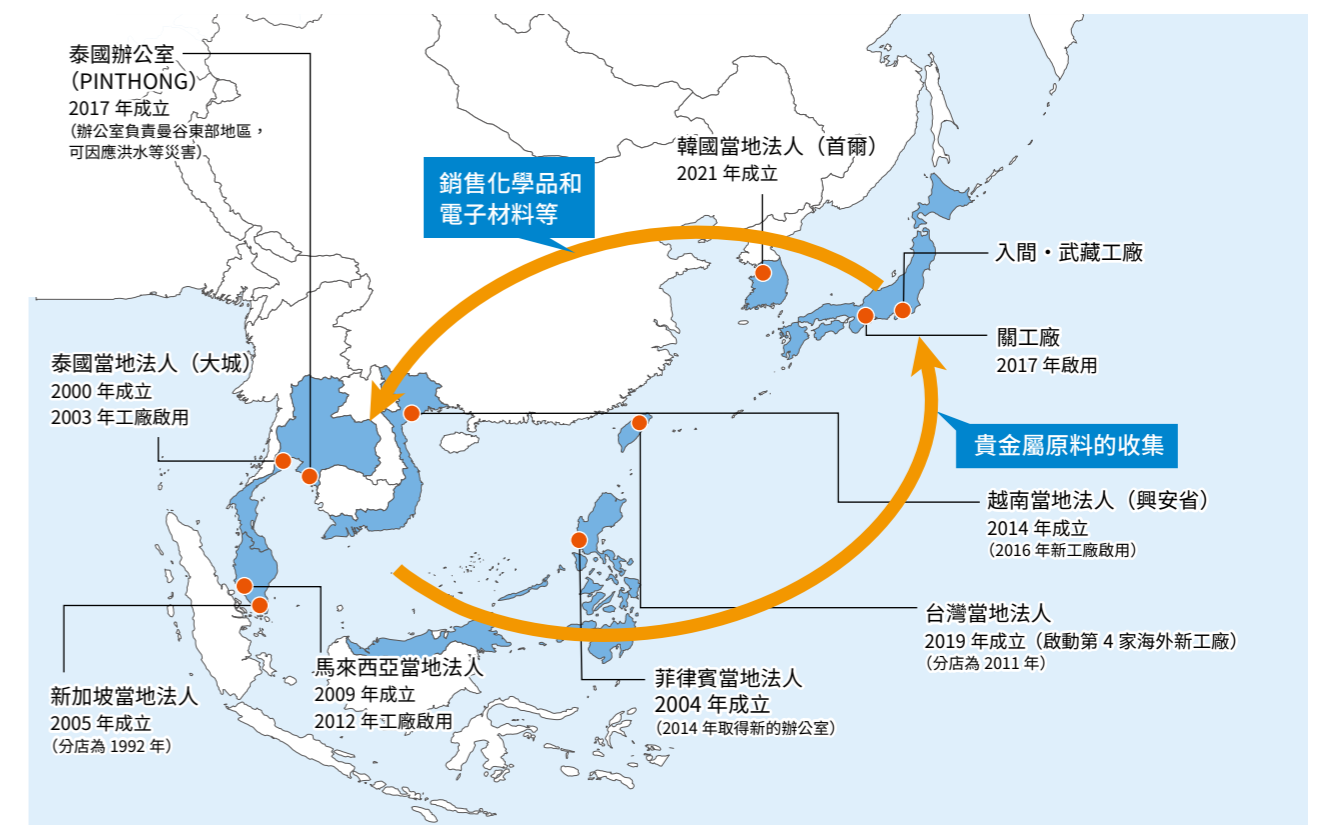 泰國辦公室
（PINTHONG）
2017 年成立
（辦公室負責曼谷東部地區，
可因應洪水等災害）
銷售化學品和
電子材料等
韓國當地法人（首爾）
2021 年成立
入間・武藏工廠
關工廠
2017 年啟用
泰國當地法人（大城）
2000 年成立
2003 年工廠啟用
貴金屬原料的收集
越南當地法人（興安省）
2014 年成立
（2016 年新工廠啟用）
台灣當地法人
2019 年成立（啟動第 4 家海外新工廠）
（分店為 2011 年）
菲律賓當地法人
2004 年成立
（2014 年取得新的辦公室）
馬來西亞當地法人
2009 年成立
2012 年工廠啟用
新加坡當地法人
2005 年成立
（分店為 1992 年）